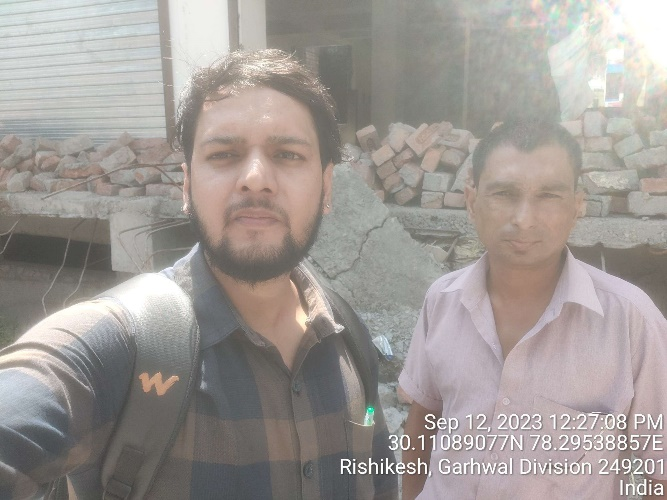 Sep 12, 2023 12:27:08 PM
30.11089077N 78.29538857E
Rishikesh, Garhwal Division 249201
India